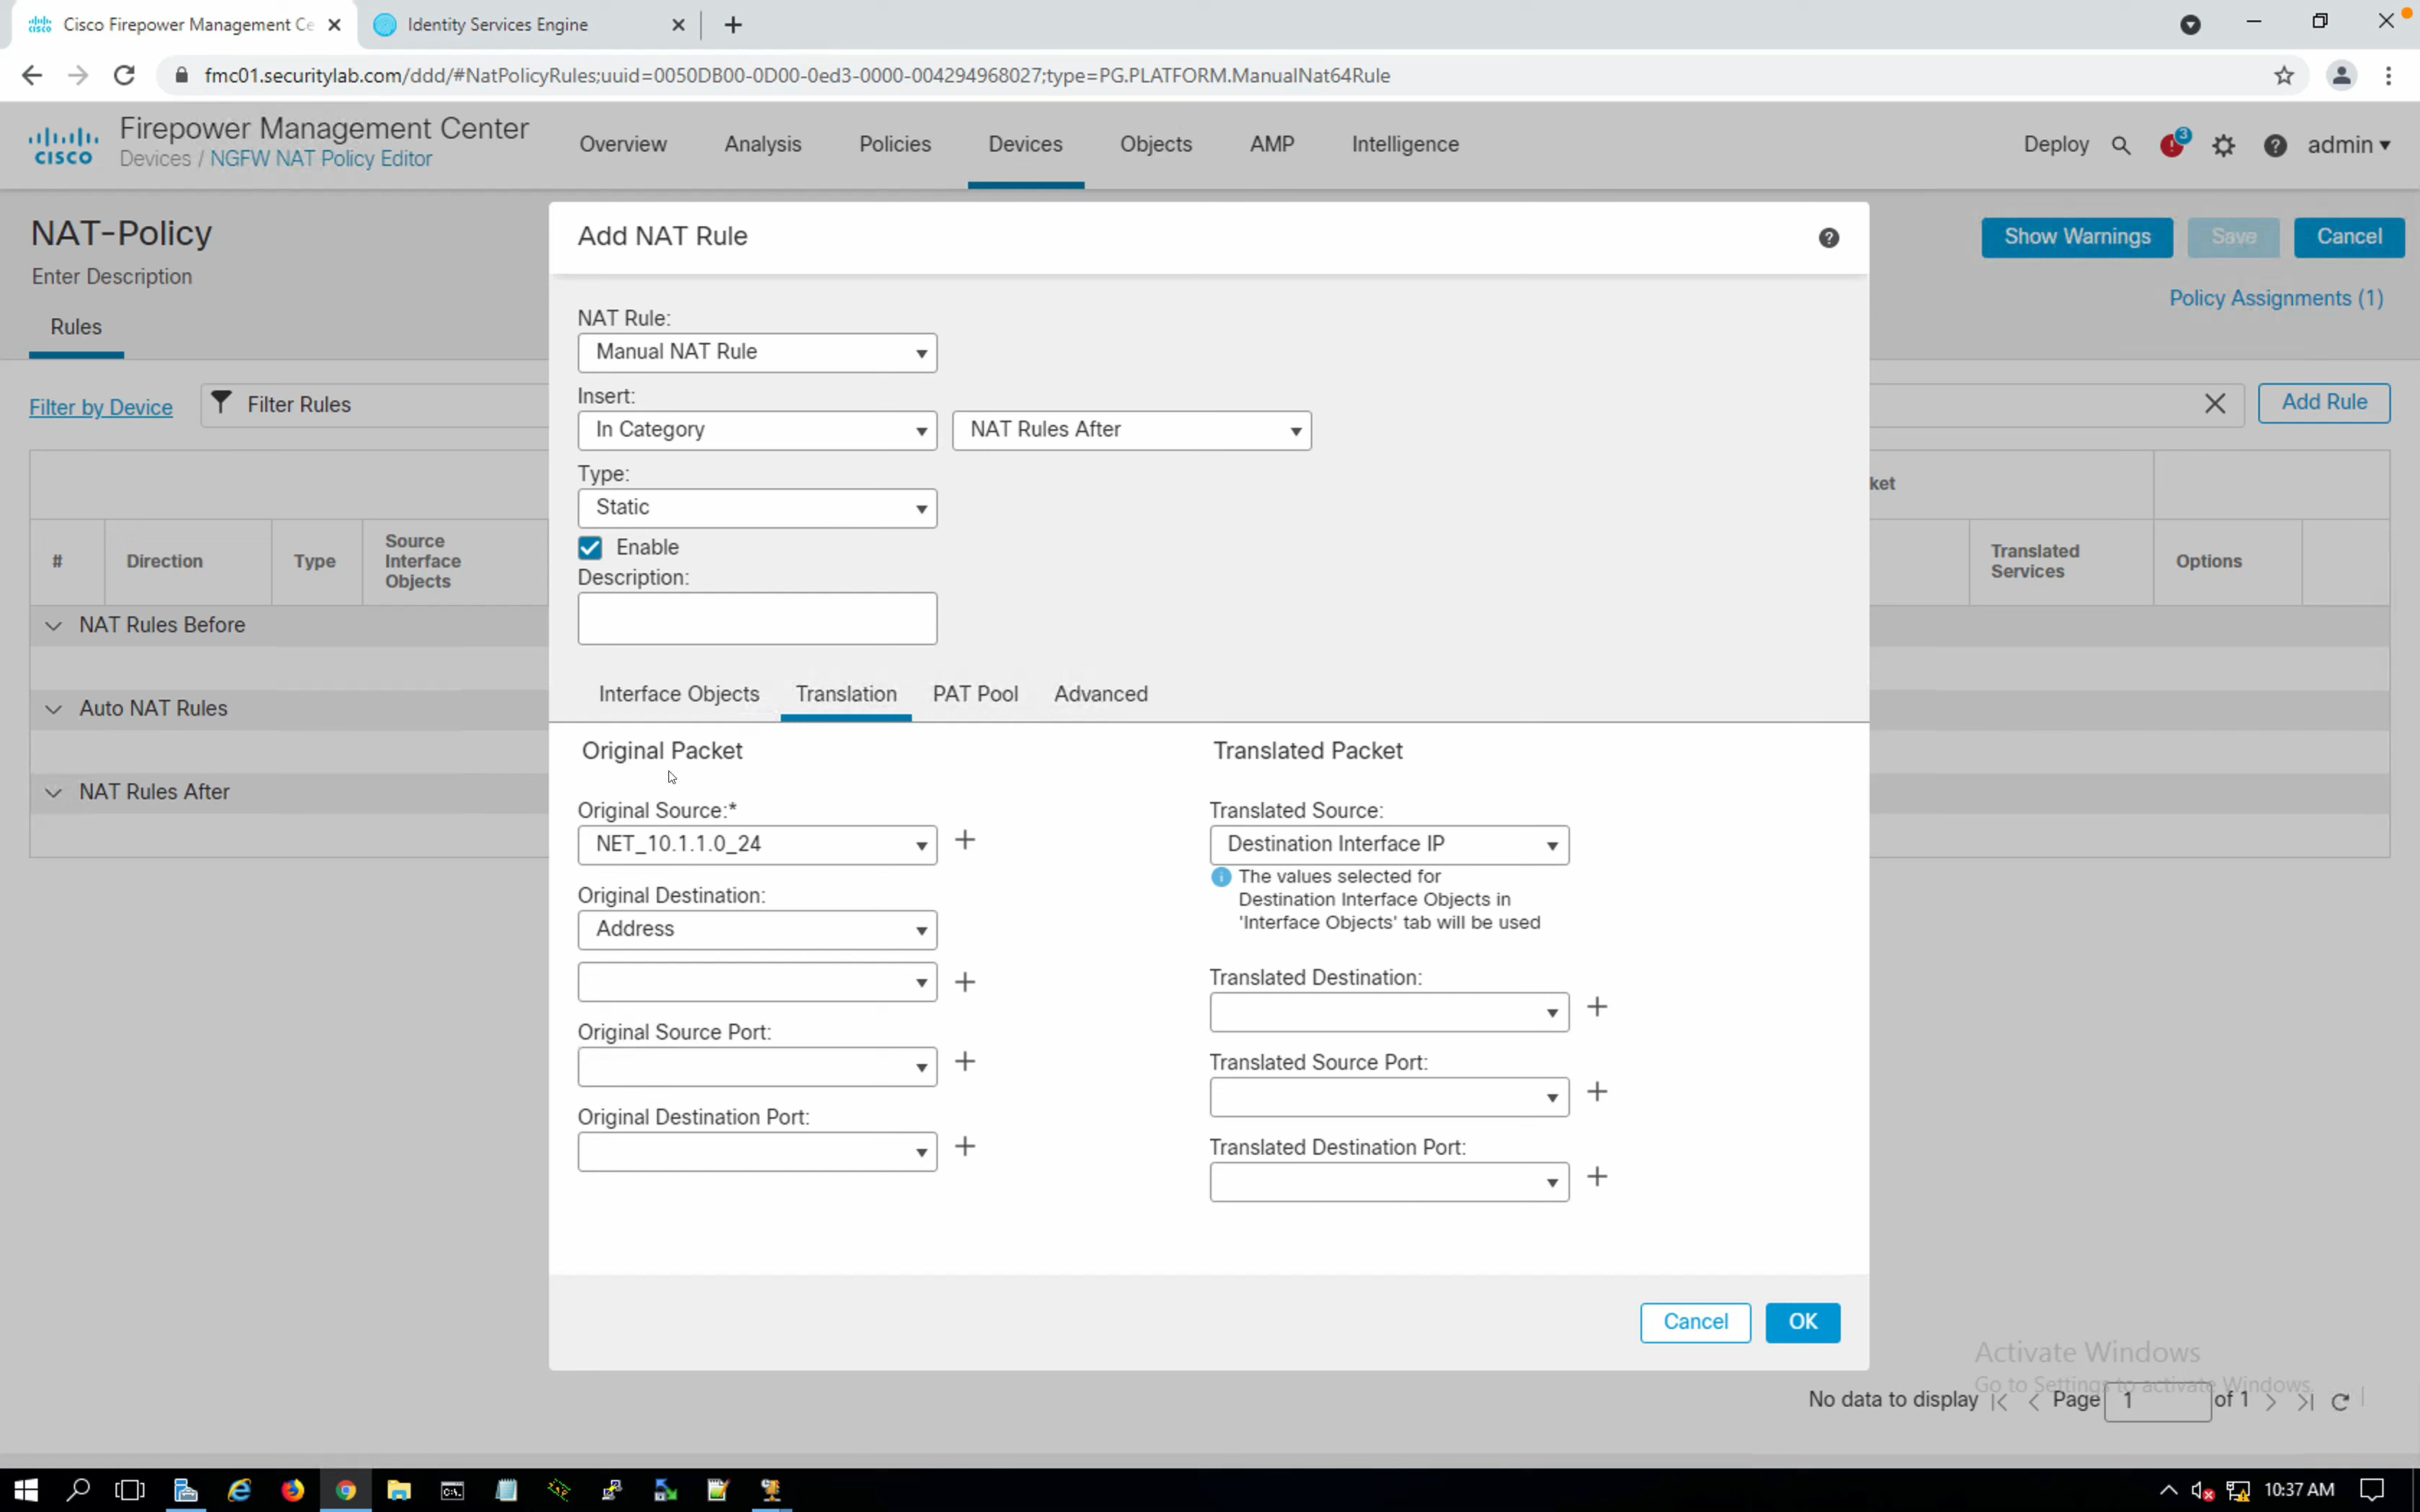 Cisco Firepower Management Ce
Identity Services Engine
fmc01.securitylab.com/ddd/#NatPolicyRules;uuid=0050DB00-0D00-0ed3-0000-004294968027;type=PG.PLATFORM.ManualNat64Rule
cisco
Firepower Management Center
Devices / NGFW NAT Policy Editor
Overview
Analysis
Policies
Devices
Objects
AMP
Intelligence
Deploy
3
admin
NAT-Policy
Enter Description
Show Warnings
Save
Cancel
Policy Assignments (1)
Rules
Filter by Device
Filter Rules
Add Rule
ket
#
Direction
Type
Source
Interface
Objects
Translated
Services
Options
NAT Rules Before
Auto NAT Rules
NAT Rules After
Add NAT Rule
NAT Rule:
Manual NAT Rule
Insert:
In Category
NAT Rules After
Type:
Static
Enable
Description:
Interface Objects
Translation
PAT Pool
Advanced
Original Packet
Translated Packet
Original Source:*
NET_10.1.1.0_24
Original Destination:
Address
Original Source Port:
Original Destination Port:
Translated Source:
Destination Interface IP
The values selected for
Destination Interface Objects in
'Interface Objects' tab will be used
Translated Destination:
Translated Source Port:
Translated Destination Port:
Cancel
OK
Activate Windows
Go to Settings to activate Windows.
No data to display
Page
1
of 1
10:37 AM